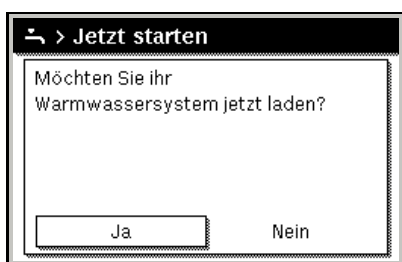 > Jetzt starten
Möchten Sie ihr
Warmwassersystem jetzt laden?
Ja Nein